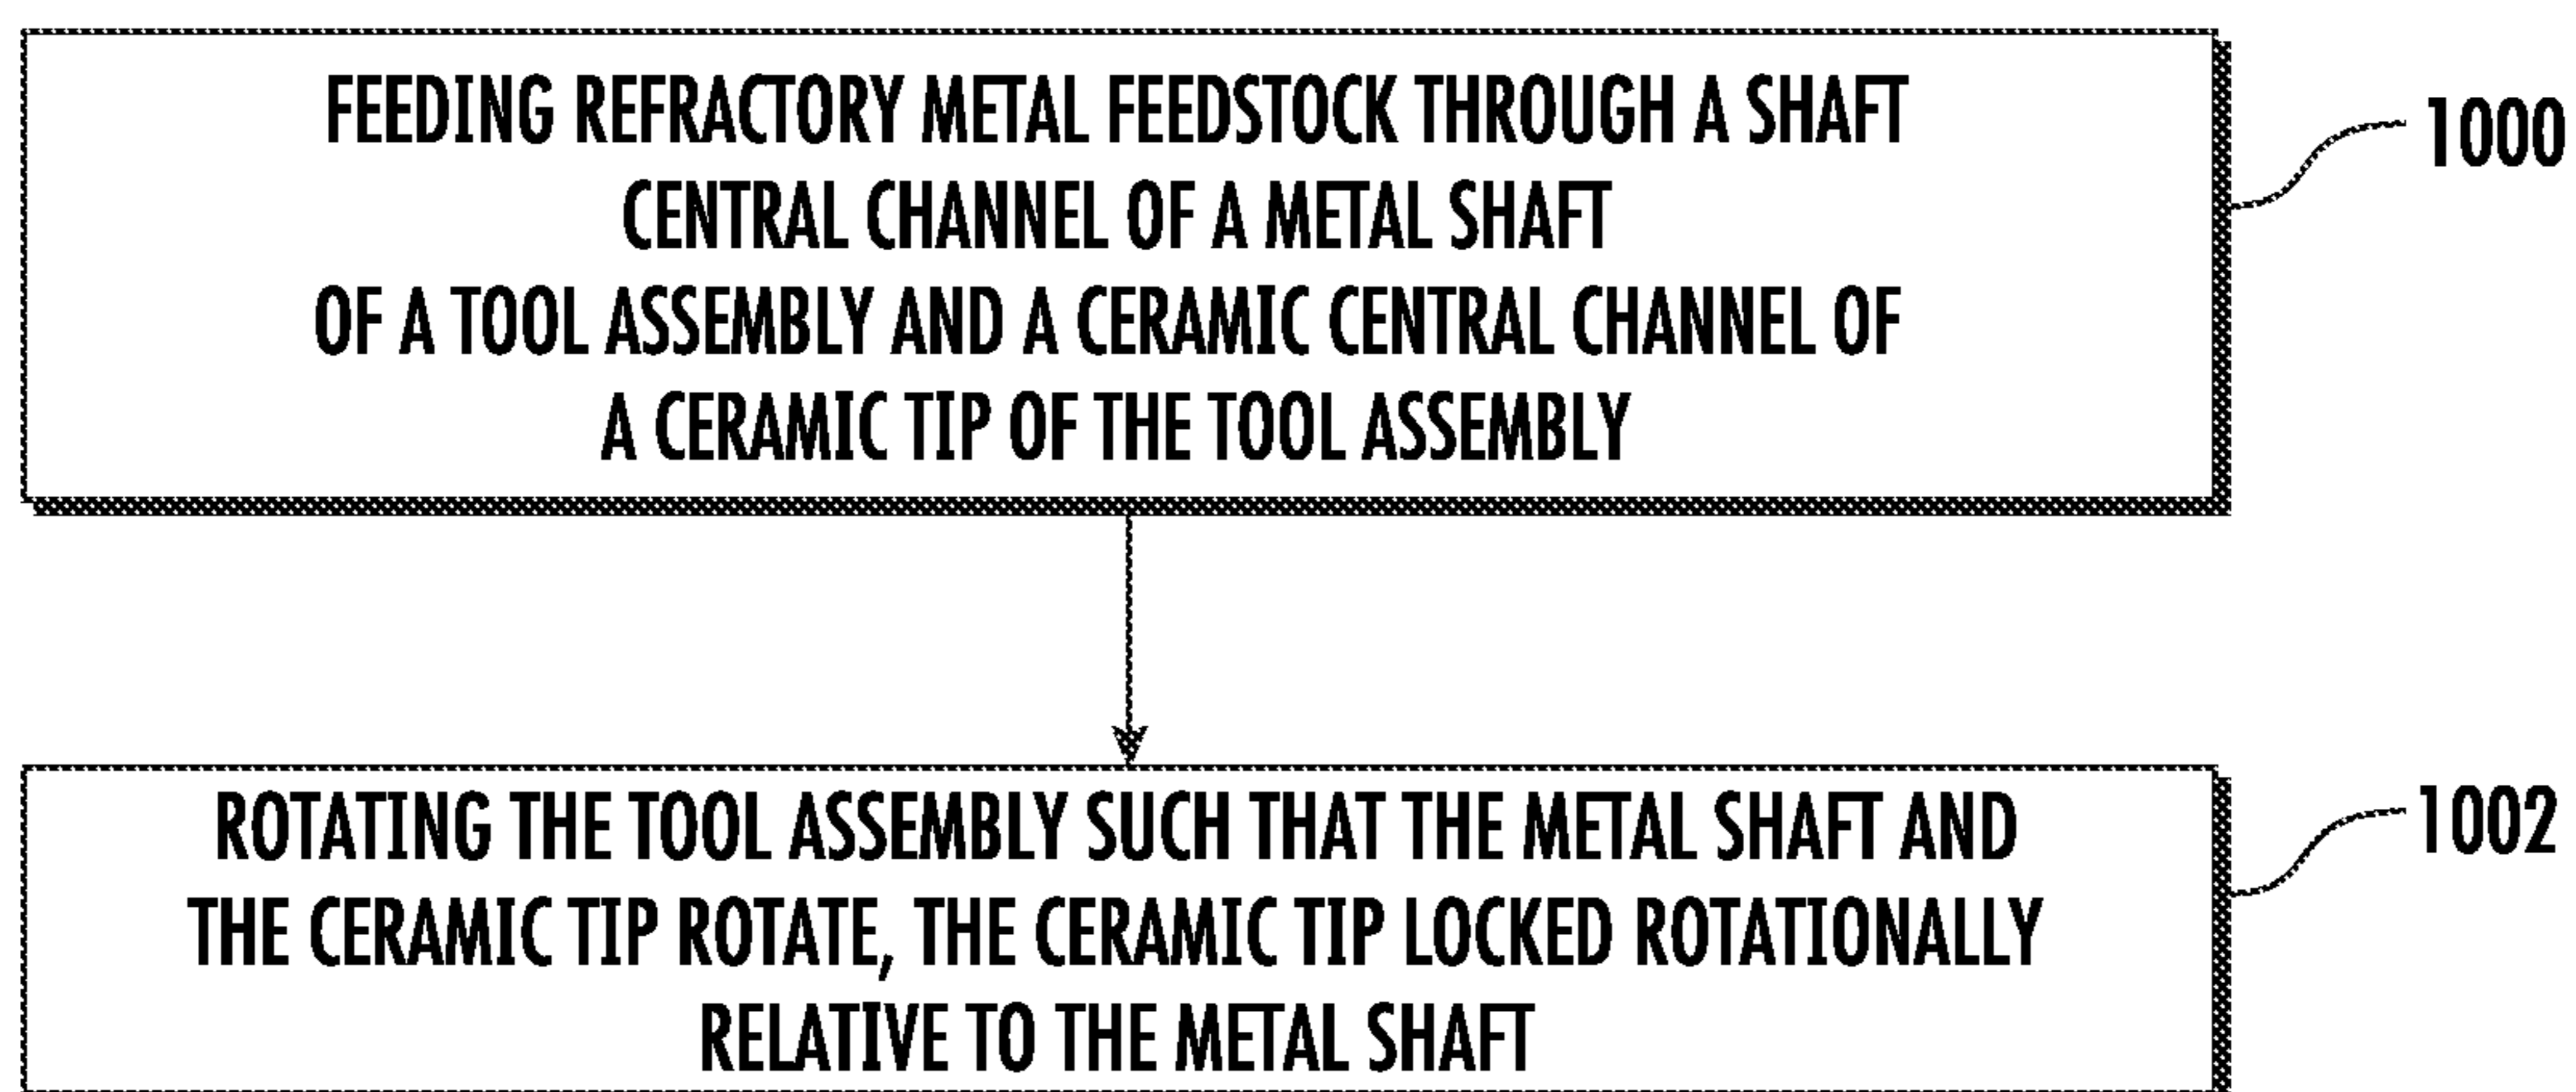 FEEDING REFRACTORY METAL FEEDSTOCK THROUGH A SHAFT
CENTRAL CHANNEL OF A METAL SHAFT
OF A TOOL ASSEMBLY AND A CERAMIC CENTRAL CHANNEL OF
A CERAMIC TIP OF THE TOOL ASSEMBLY
1000
ROTATING THE TOOL ASSEMBLY SUCH THAT THE METAL SHAFT AND
THE CERAMIC TIP ROTATE, THE CERAMIC TIP LOCKED ROTATIONALLY
RELATIVE TO THE METAL SHAFT
1002